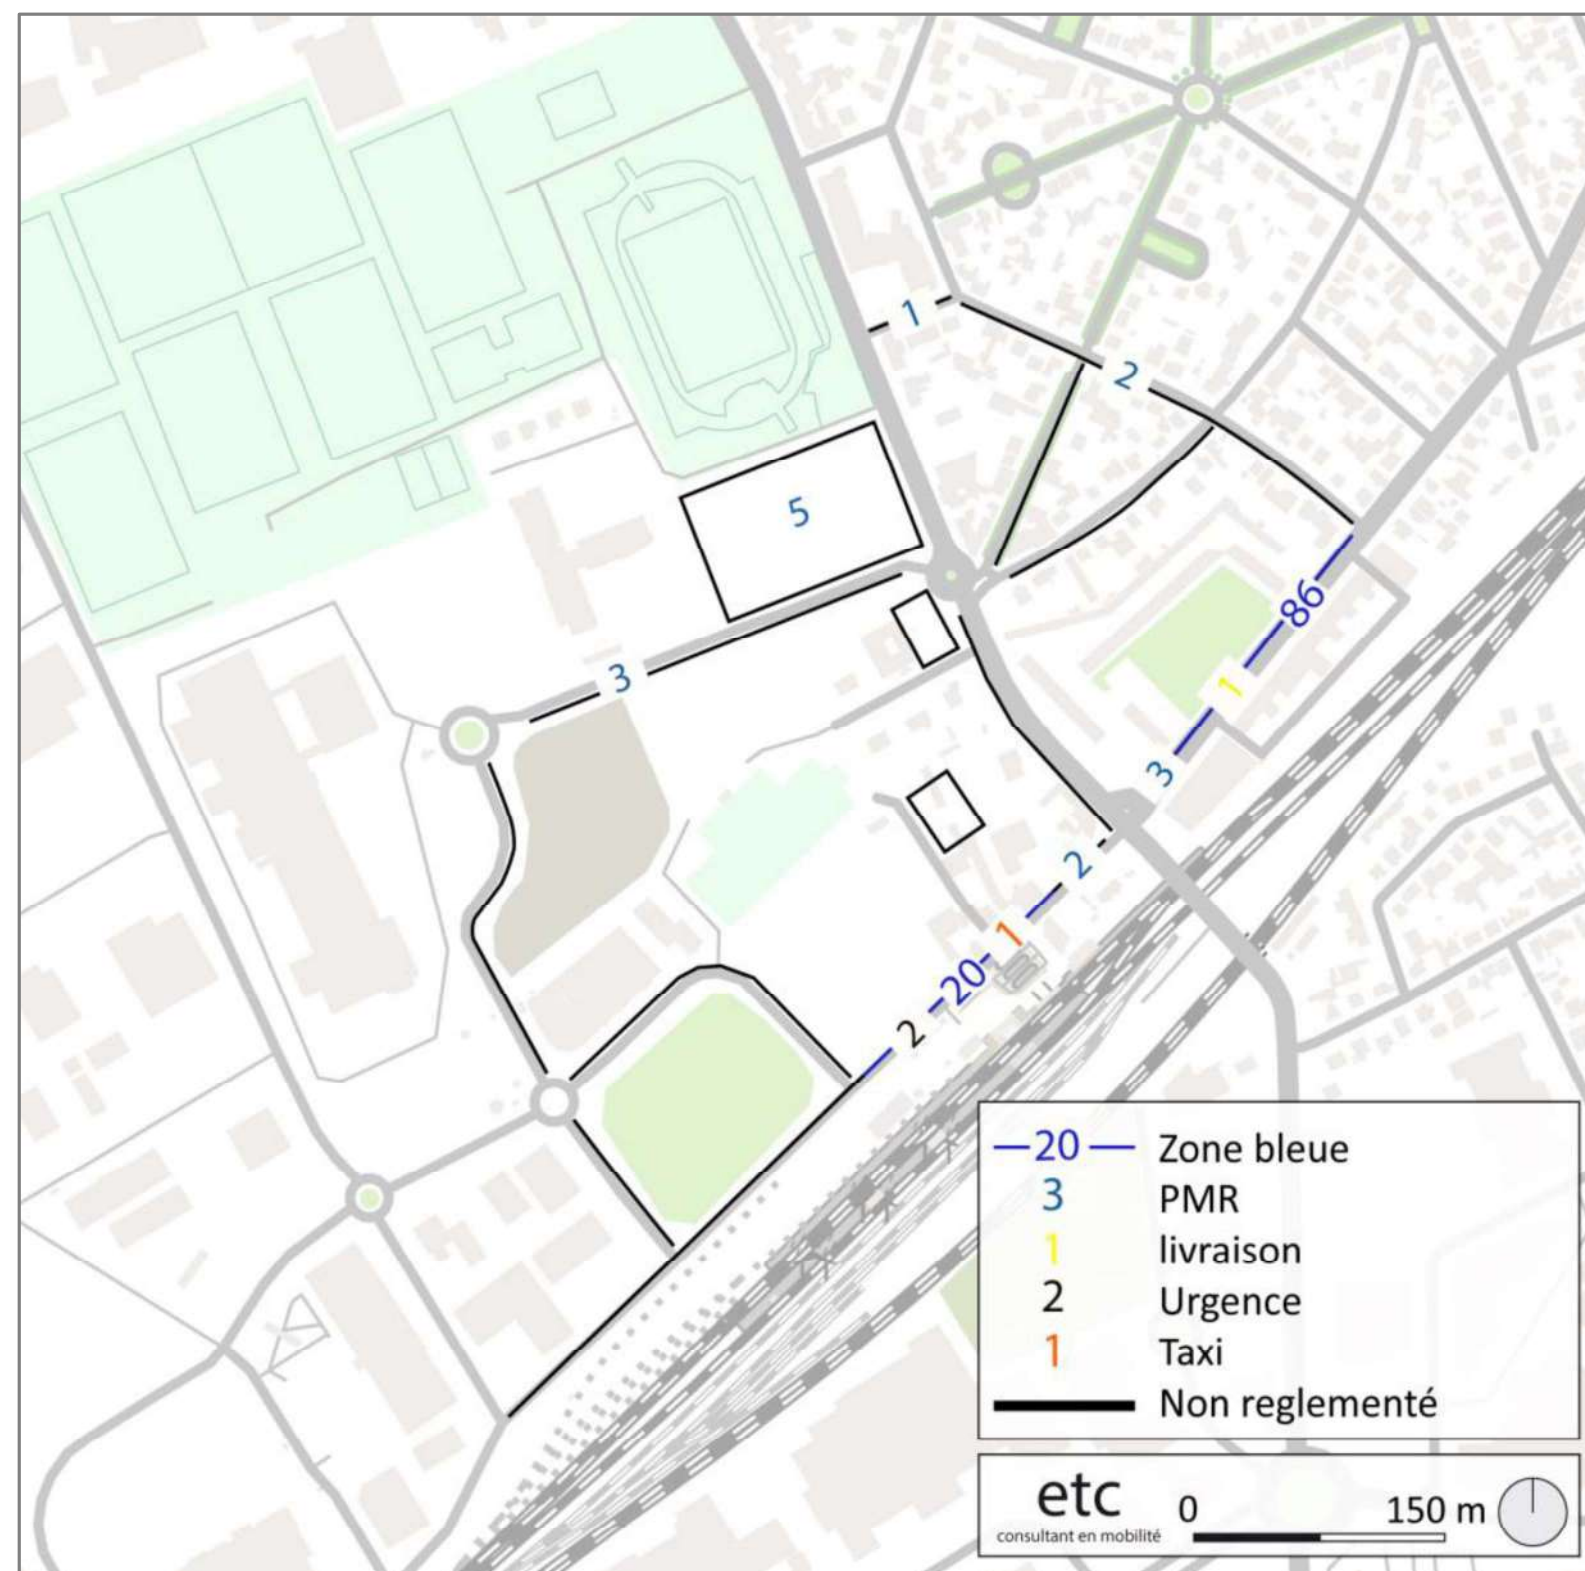 1
2
5
86
3
1
3
2
1
20
2
20 Zone bleue
3 PMR
1 livraison
2 Urgence
1 Taxi
Non reglementé
etc
consultant en mobilité
0 150 m